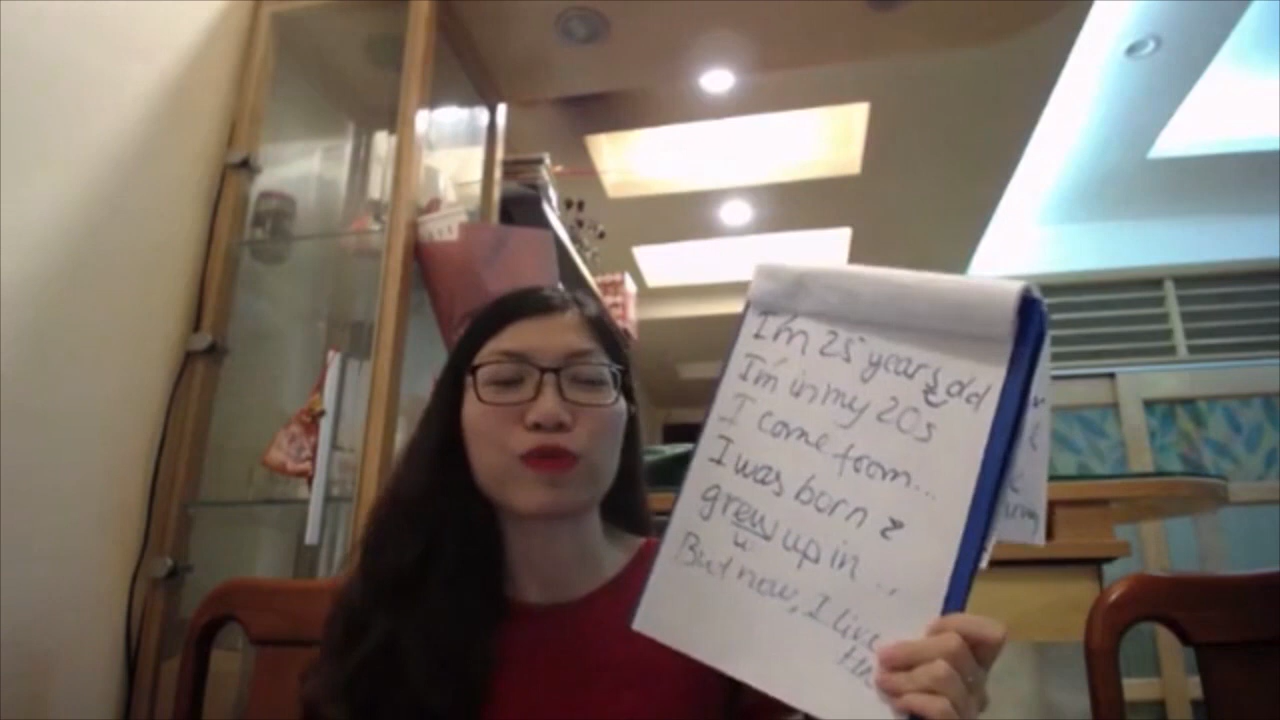 I'm 25 years old
I'm in my 20s
I come from...
I was born &
grew up in...
u:
But now, I live